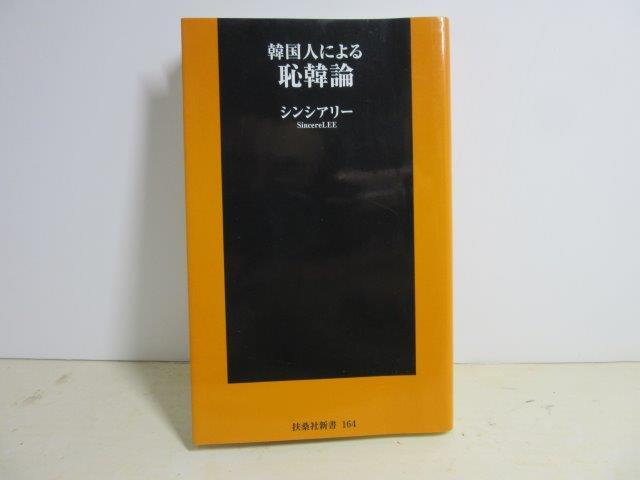 韓国人による
恥韓論
シンシアリー
SincereLEE
扶桑社新書 164